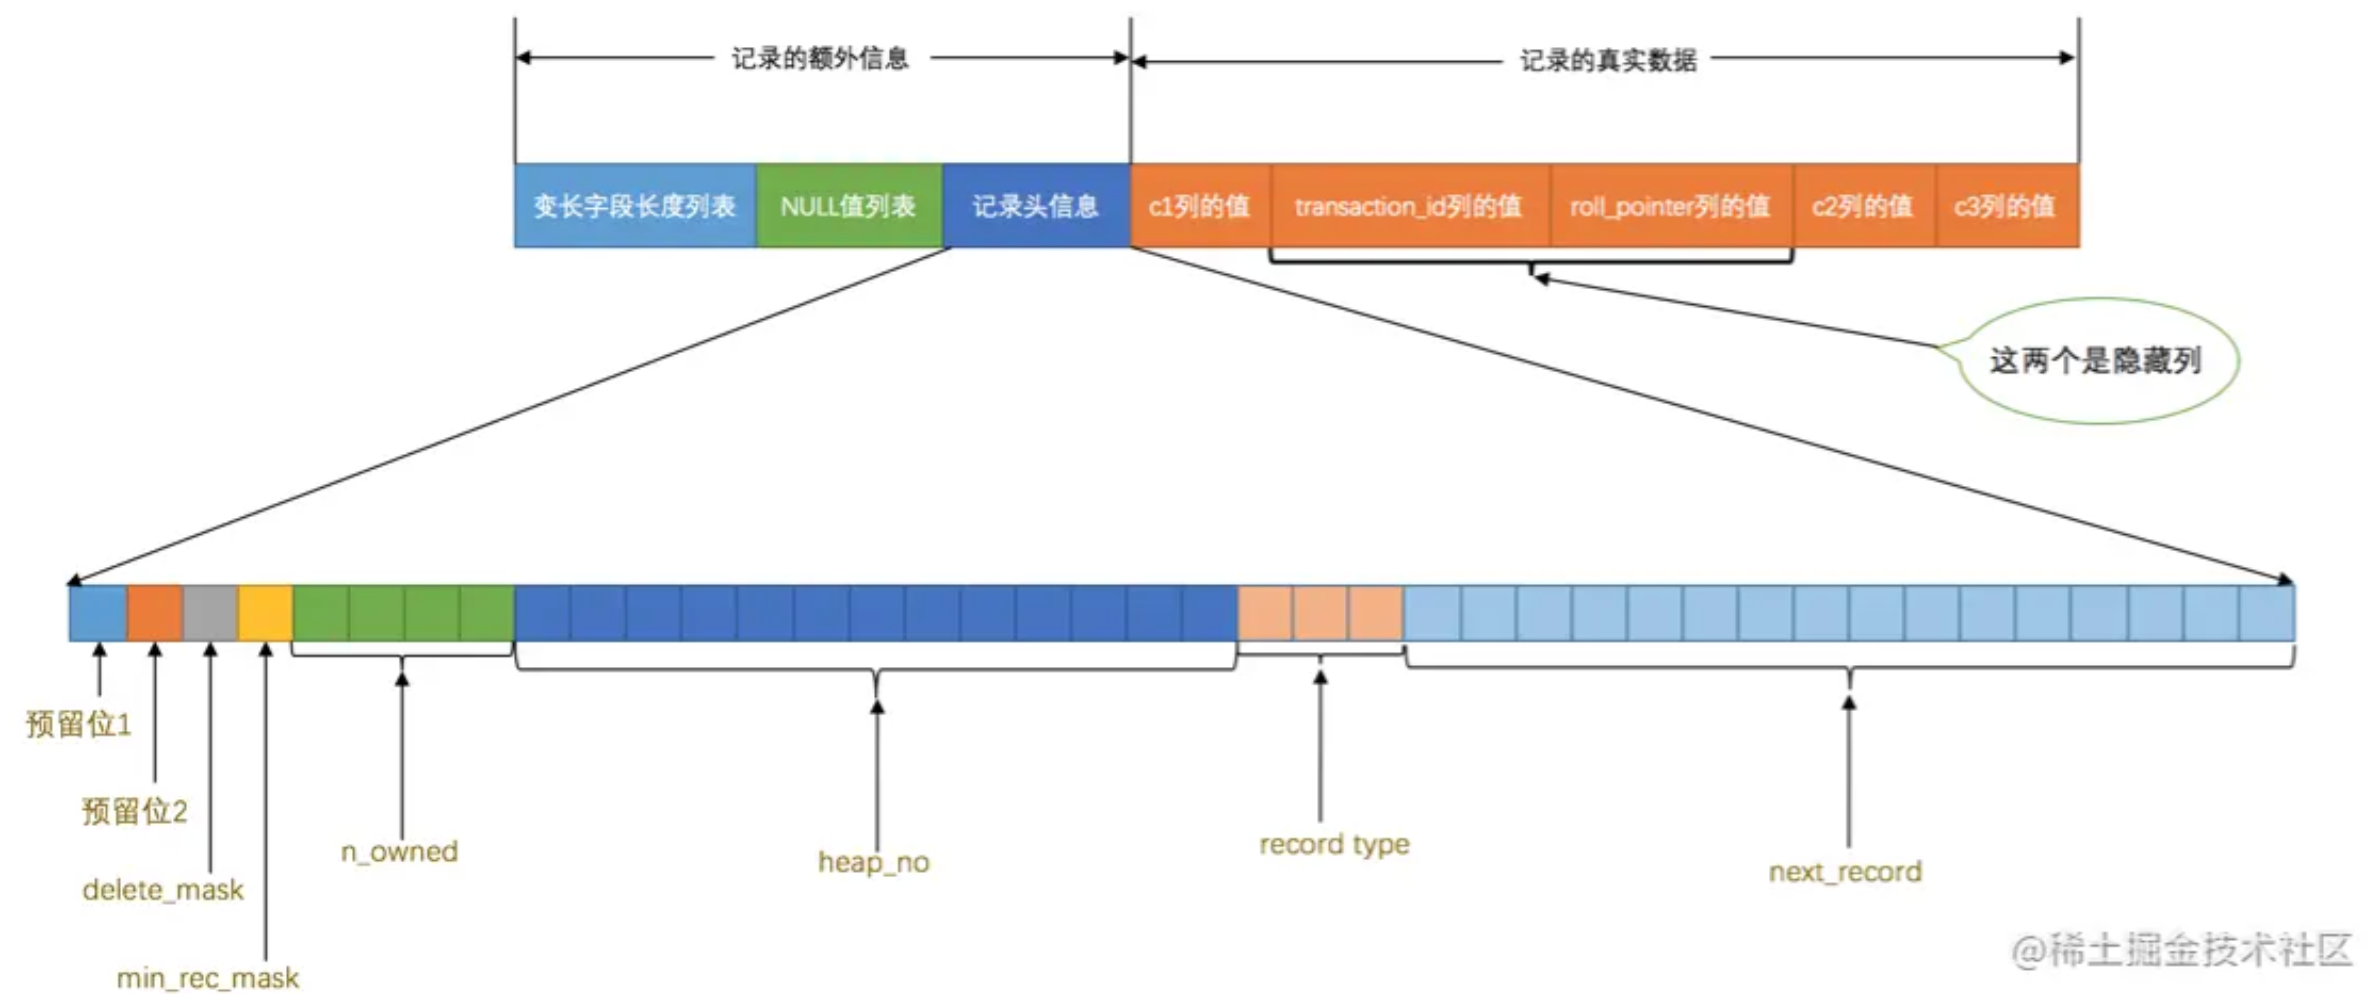 记录的额外信息
记录的真实数据
变长字段长度列表
NULL值列表
记录头信息
c1列的值
transaction_id列的值
roll_pointer列的值
c2列的值
c3列的值
这两个是隐藏列
预留位1
预留位2
delete_mask
min_rec_mask
n_owned
heap_no
record type
next_record
@稀土掘金技术社区